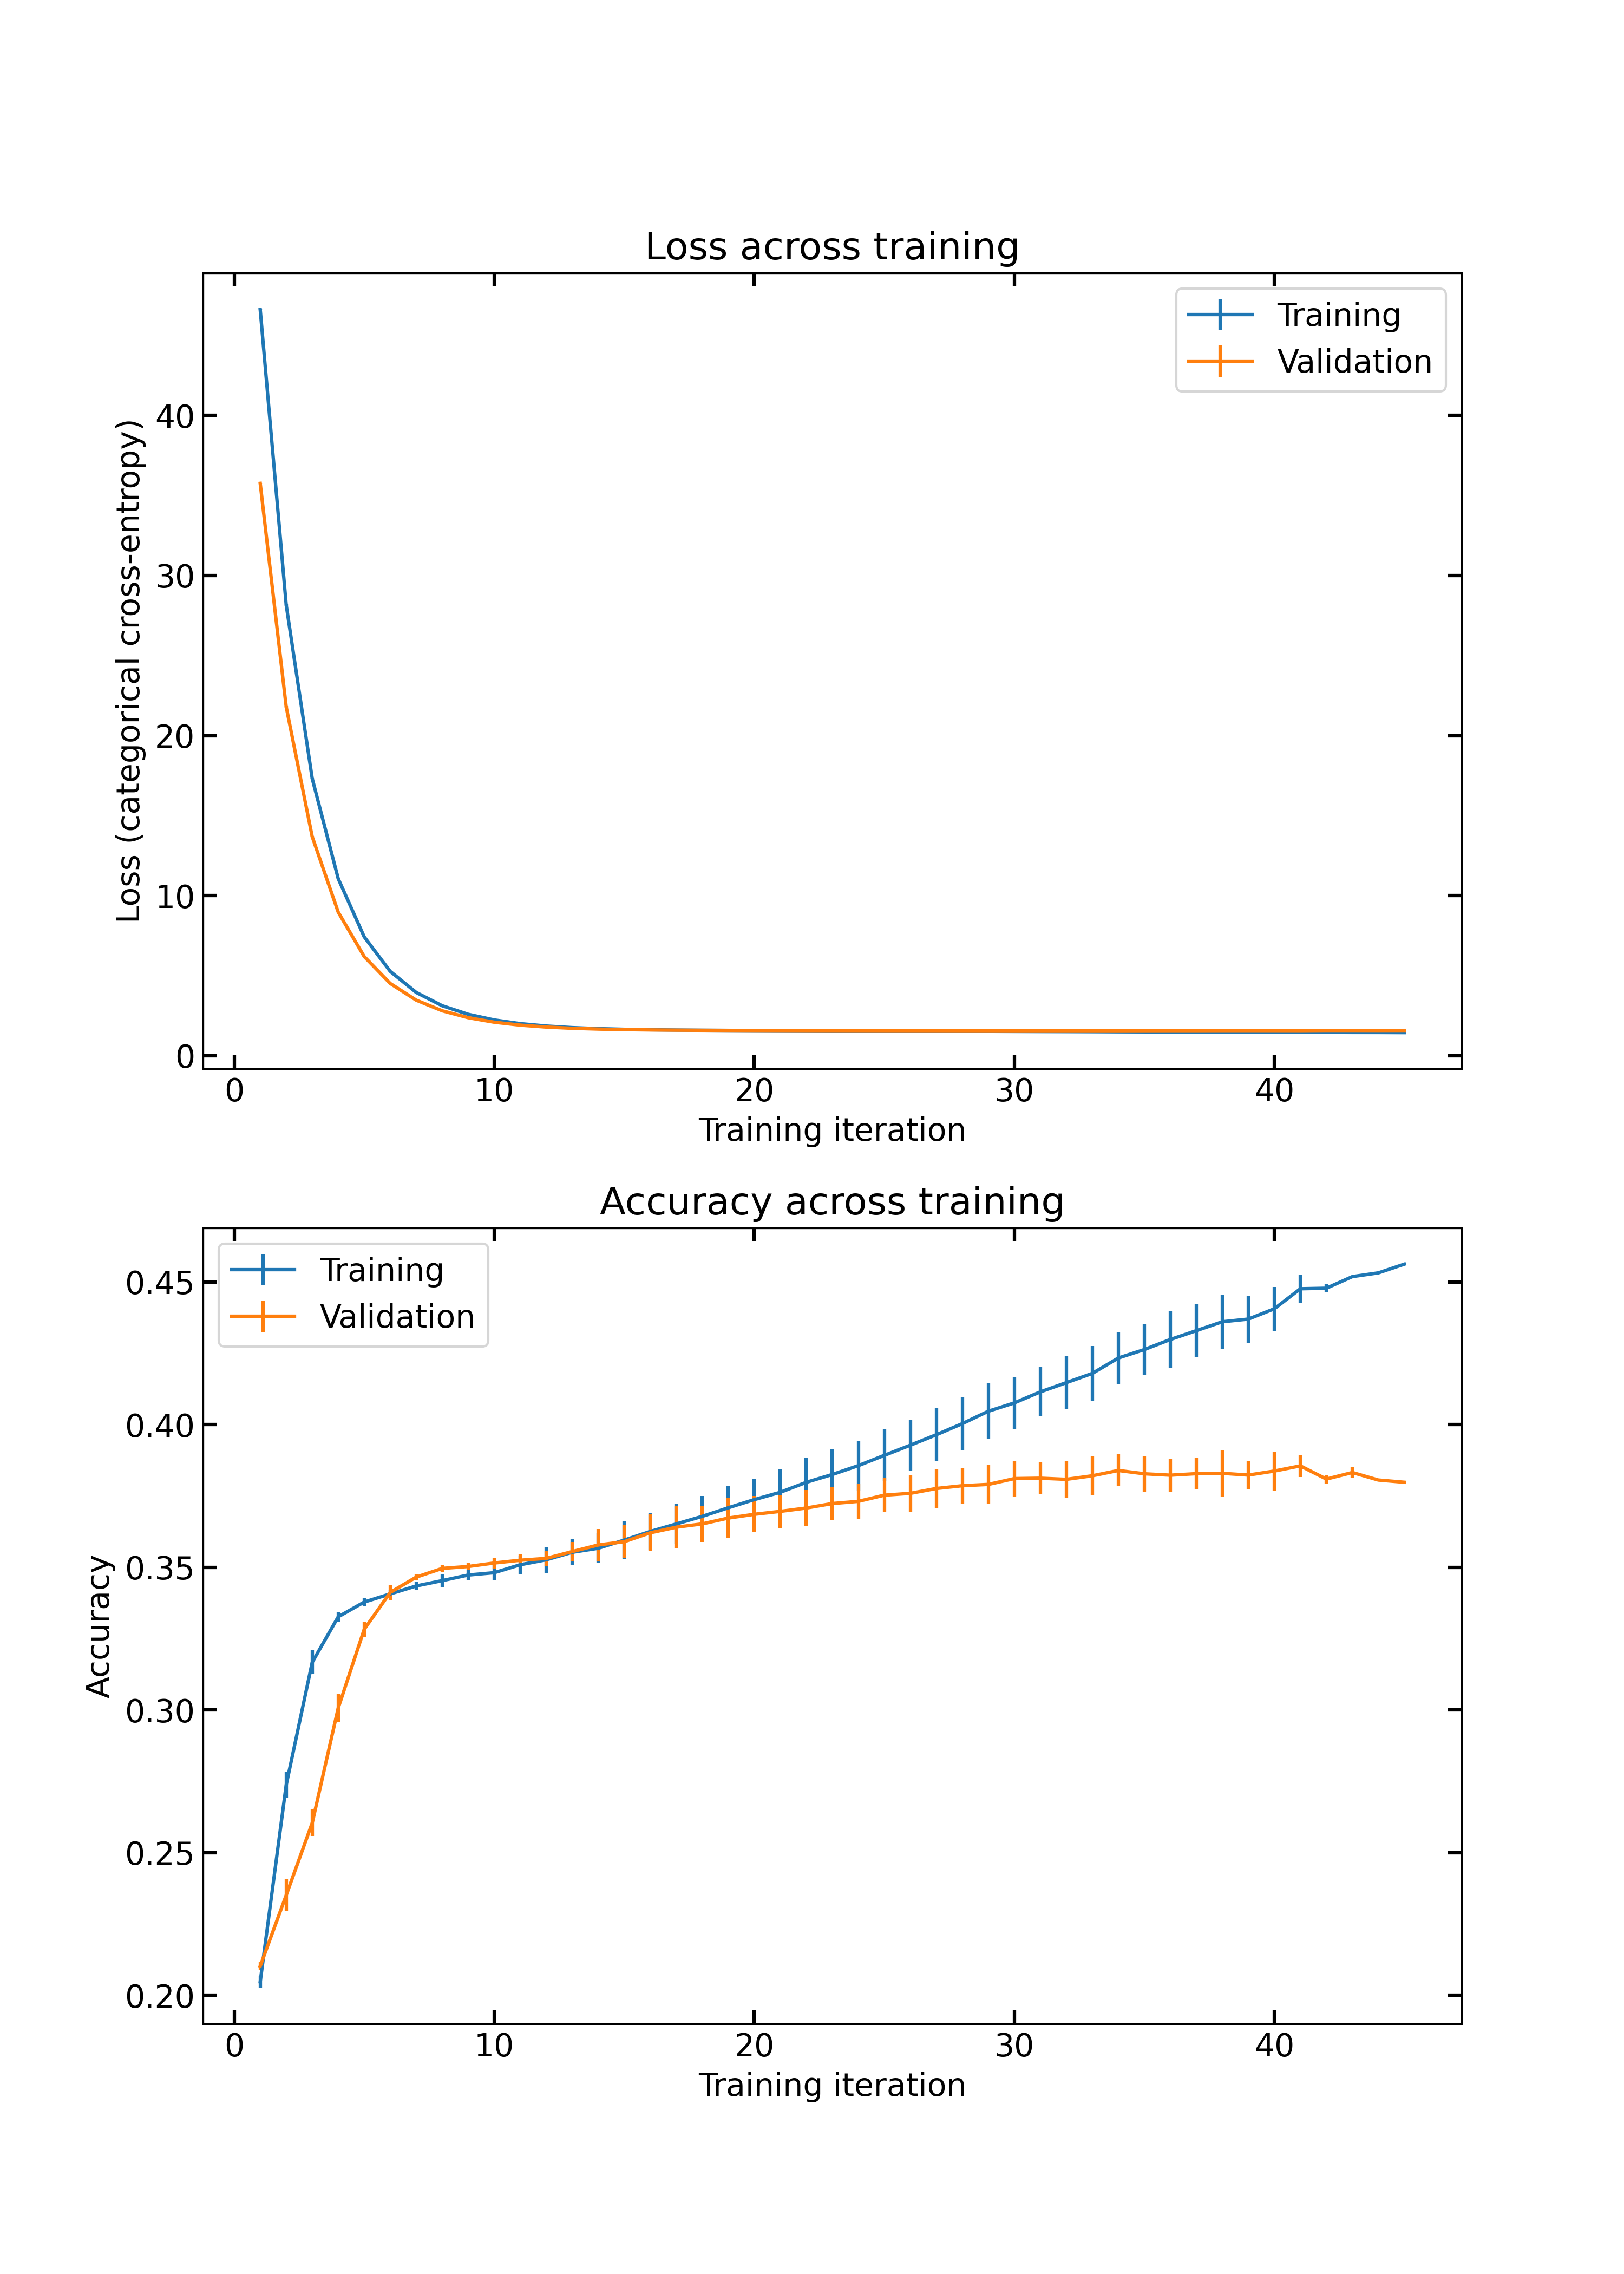 Loss across training
Training
Validation
Loss (categorical cross-entropy)
40
30
20
10
0
0 10 20 30 40
Training iteration
Accuracy across training
Training
Validation
Accuracy
0.45
0.40
0.35
0.30
0.25
0.20
0 10 20 30 40
Training iteration